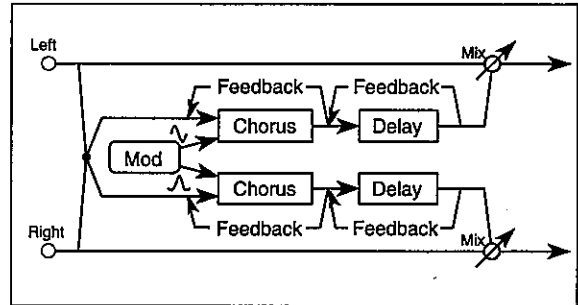 Left
Mix
Feedback Feedback
Chorus Delay
Mod
Chorus Delay
Feedback Feedback
Right
Mix